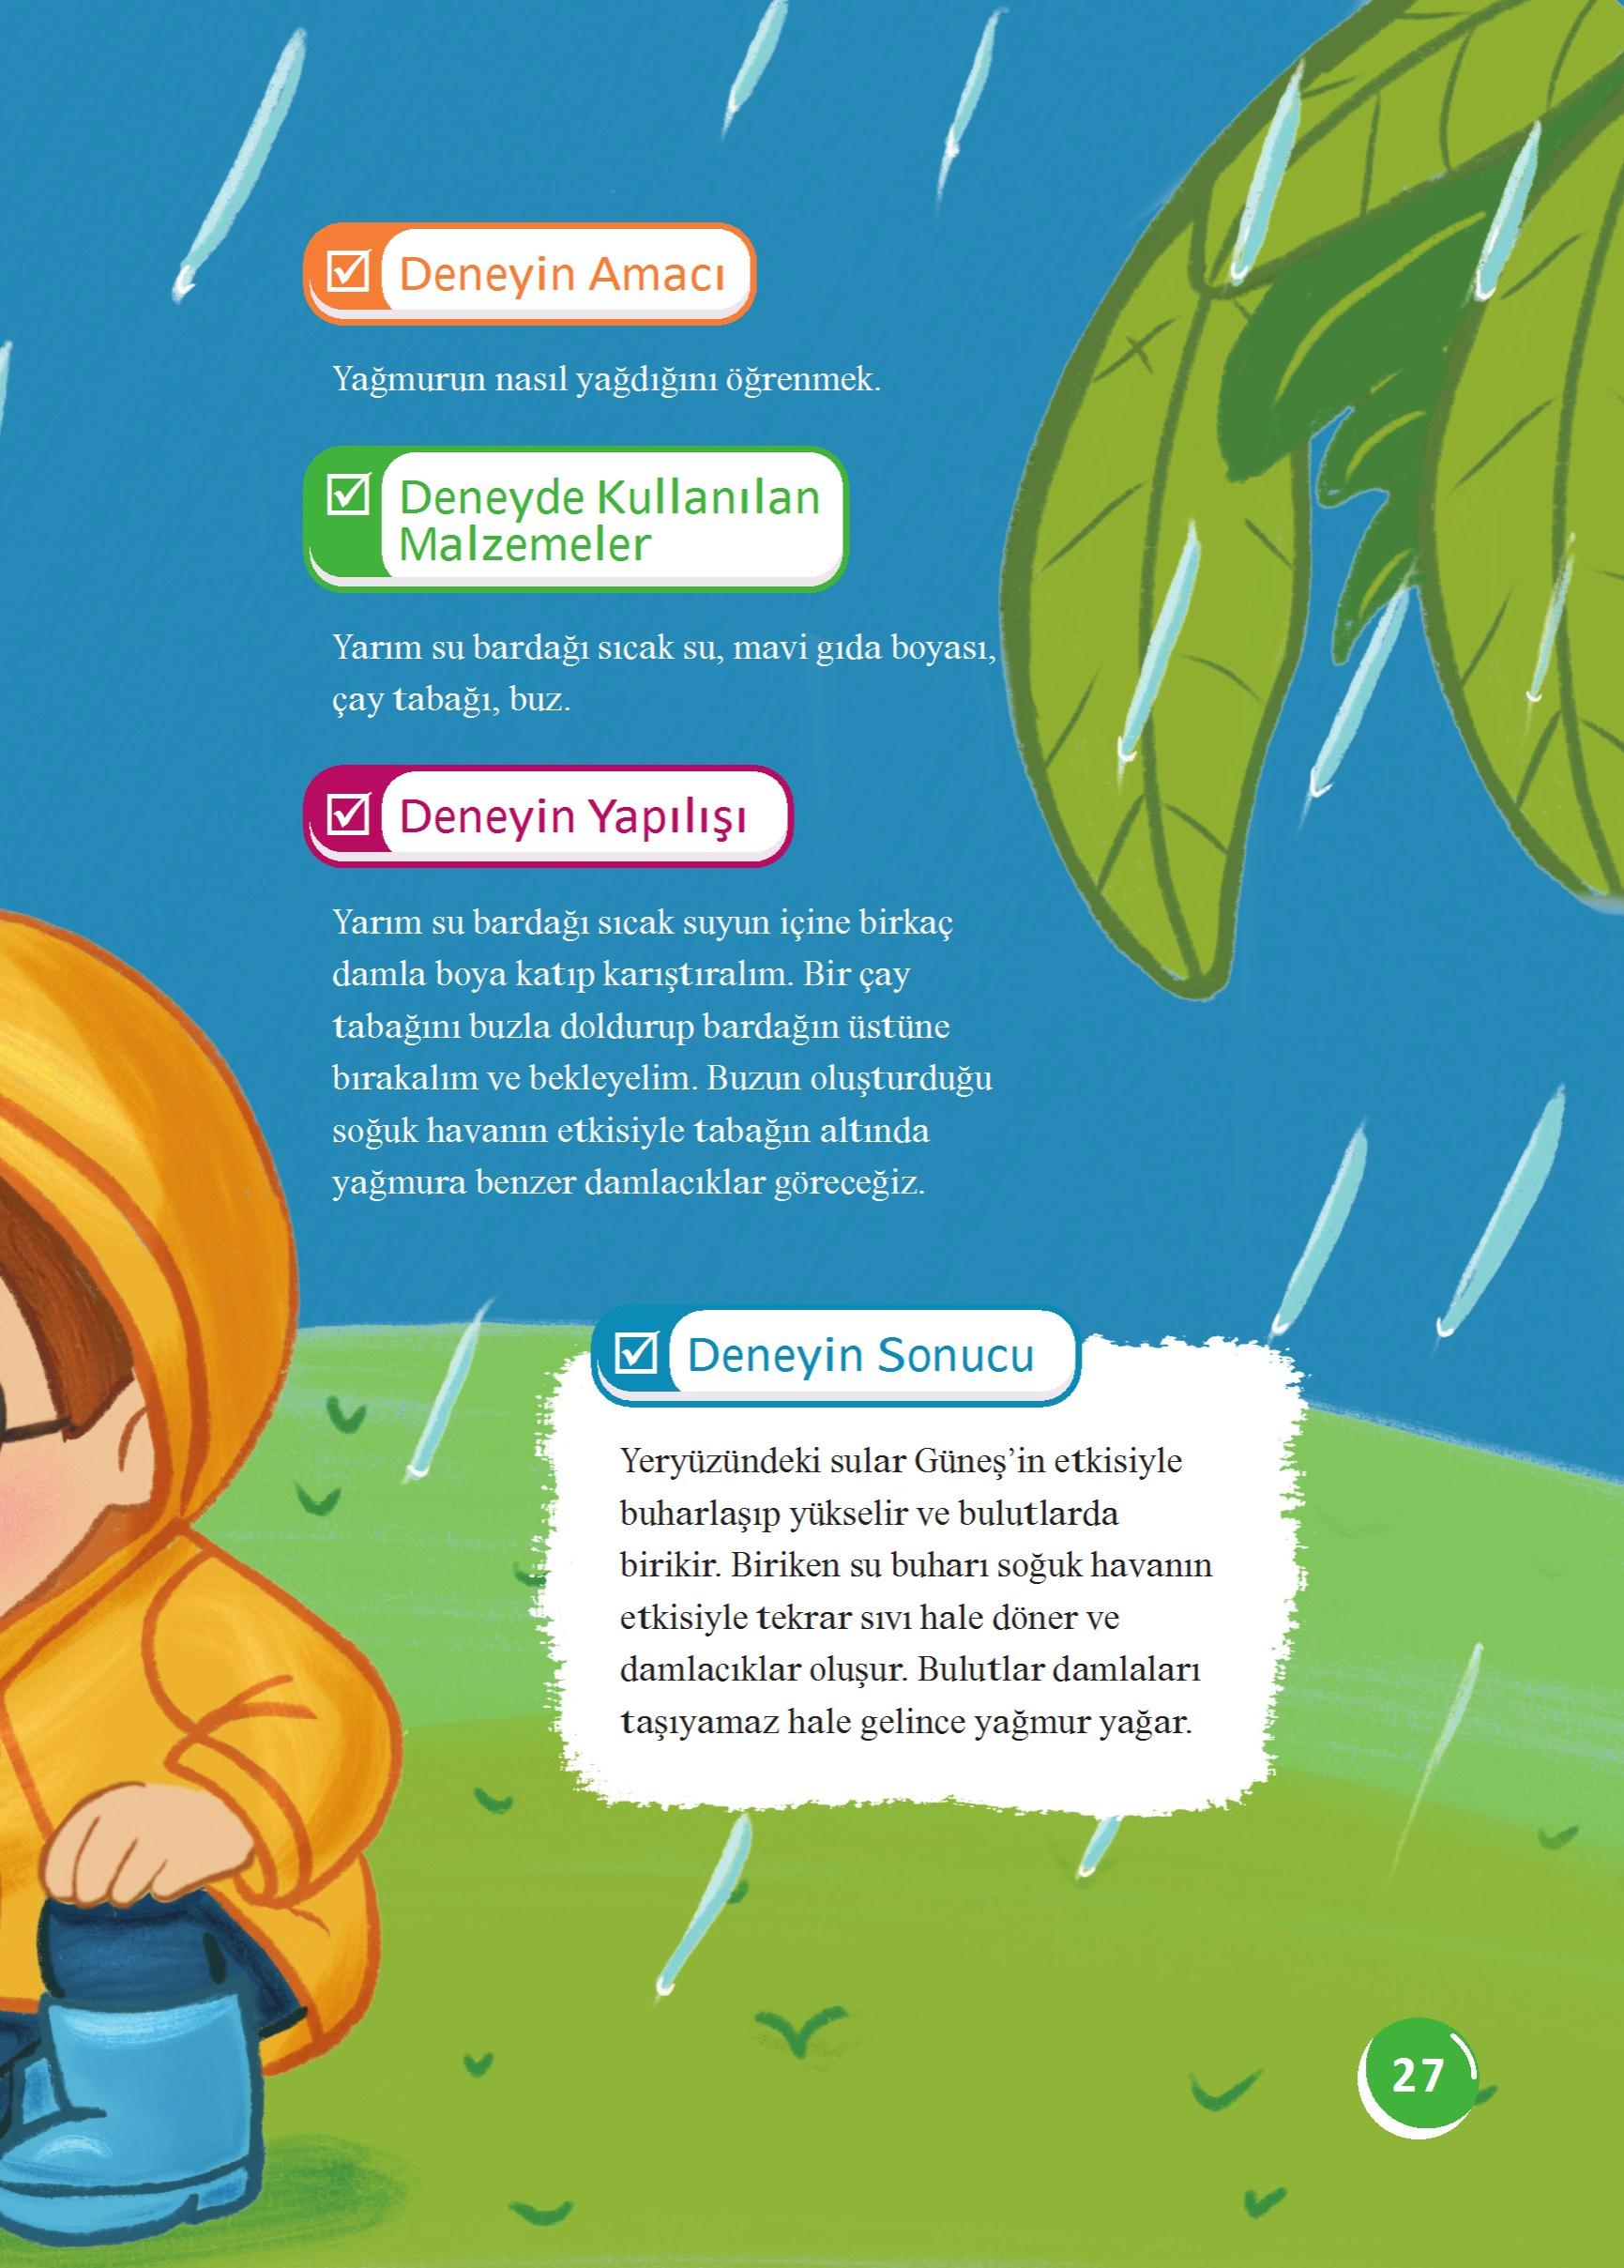 Deneyin Amacı
Yağmurun nasıl yağdığını öğrenmek.
Deneyde Kullanılan
Malzemeler
Yarım su bardağı sıcak su, mavi gıda boyası,
çay tabağı, buz.
Deneyin Yapılışı
Yarım su bardağı sıcak suyun içine birkaç
damla boya katıp karıştıralım. Bir çay
tabağını buzla doldurup bardağın üstüne
bırakalım ve bekleyelim. Buzun oluşturduğu
soğuk havanın etkisiyle tabağın altında
yağmura benzer damlacıklar göreceğiz.
Deneyin Sonucu
Yeryüzündeki sular Güneş’in etkisiyle
buharlaşıp yükselir ve bulutlarda
birikir. Biriken su buharı soğuk havanın
etkisiyle tekrar sıvı hale döner ve
damlacıklar oluşur. Bulutlar damlaları
taşıyamaz hale gelince yağmur yağar.
27